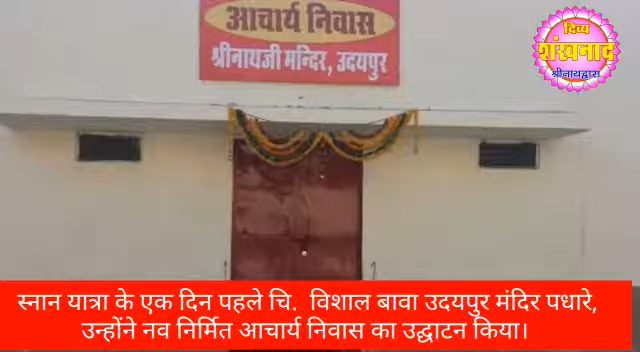 आचार्य निवास
श्रीनाथजी मन्दिर, उदयपुर
दिव्य
शंखनाद
श्रीनाथद्वारा
स्नान यात्रा के एक दिन पहले चि. विशाल बावा उदयपुर मंदिर पधारे,
उन्होंने नव निर्मित आचार्य निवास का उद्घाटन किया।